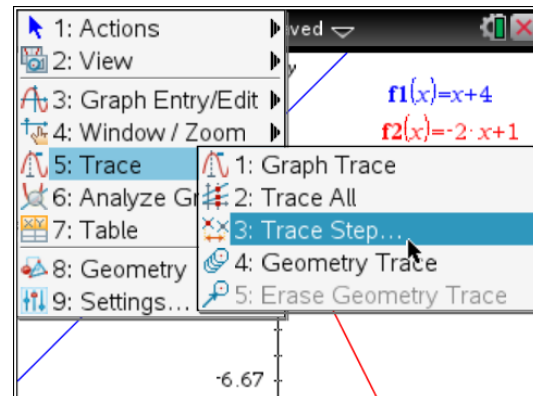 1: Actions
ved
2: View
y
3: Graph Entry/Edit
f1(x)=x+4
4: Window / Zoom
f2(x)=-2·x+1
5: Trace
1: Graph Trace
6: Analyze Gr
2: Trace All
7: Table
3: Trace Step...
8: Geometry
4: Geometry Trace
9: Settings...
5: Erase Geometry Trace
-6.67